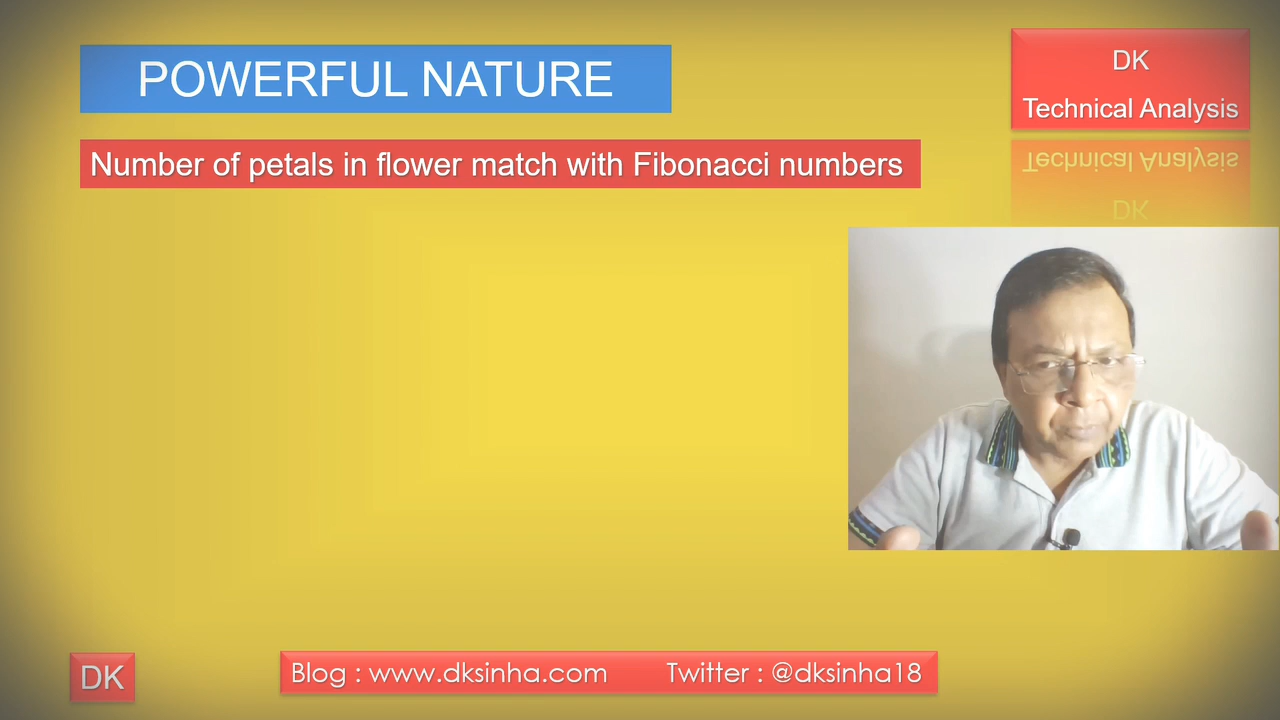 POWERFUL NATURE
DK
Technical Analysis
Number of petals in flower match with Fibonacci numbers
Technical Analysis
DK
DK
Blog : www.dksinha.com Twitter : @dksinha18